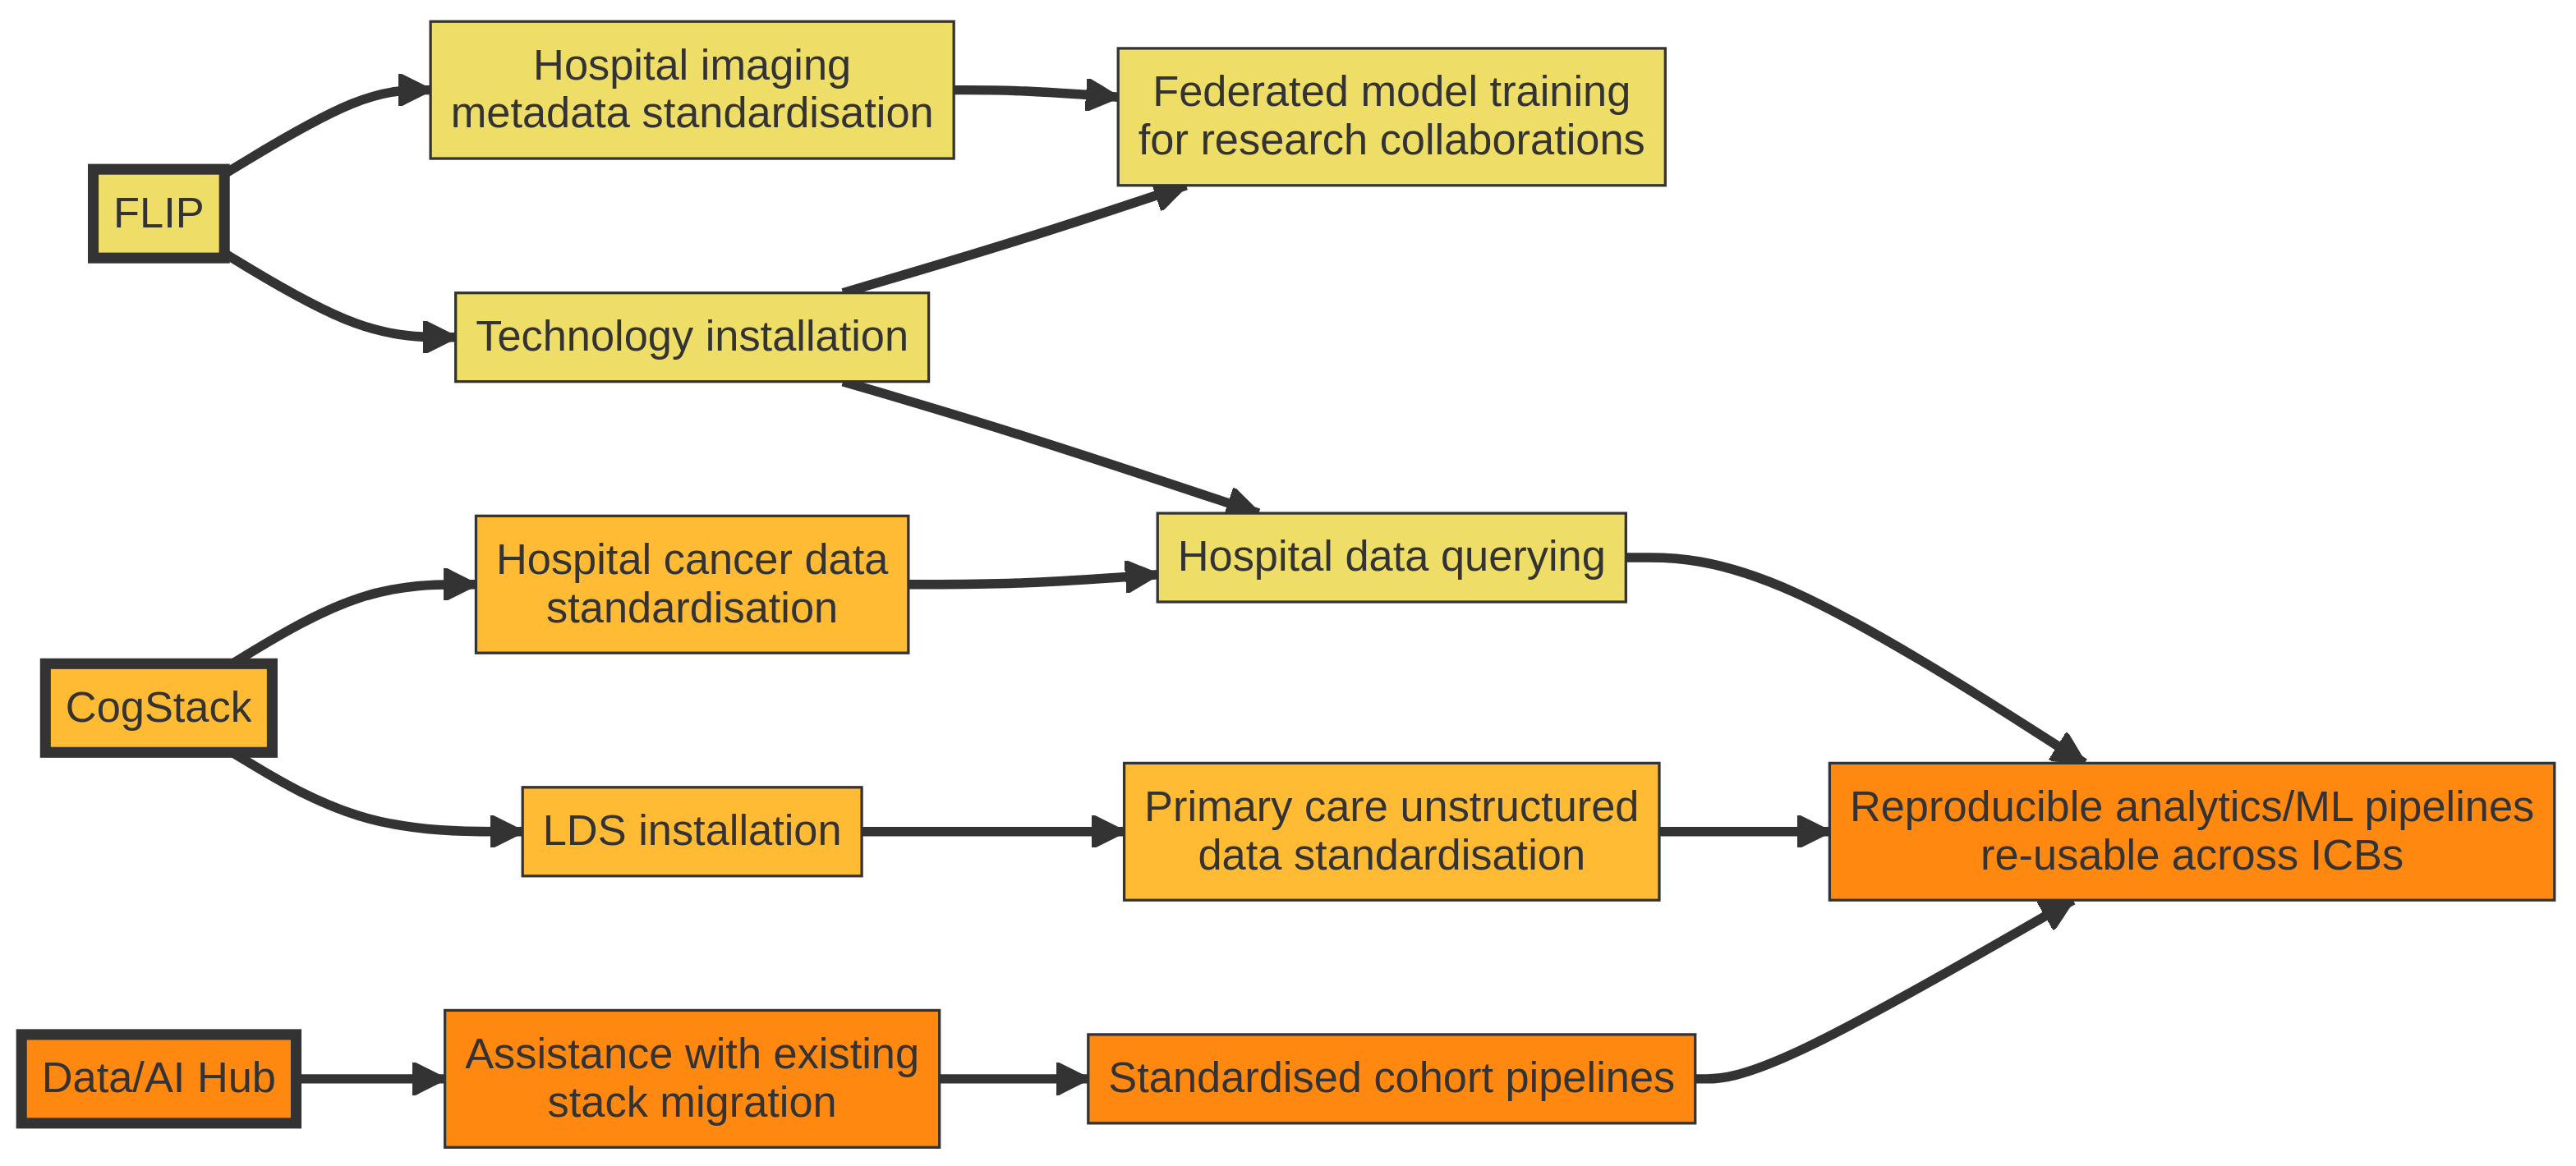 Hospital imaging
metadata standardisation
Federated model training
for research collaborations
FLIP
Technology installation
Hospital cancer data
standardisation
Hospital data querying
CogStack
LDS installation
Primary care unstructured
data standardisation
Reproducible analytics/ML pipelines
re-usable across ICBs
Data/AI Hub
Assistance with existing
stack migration
Standardised cohort pipelines